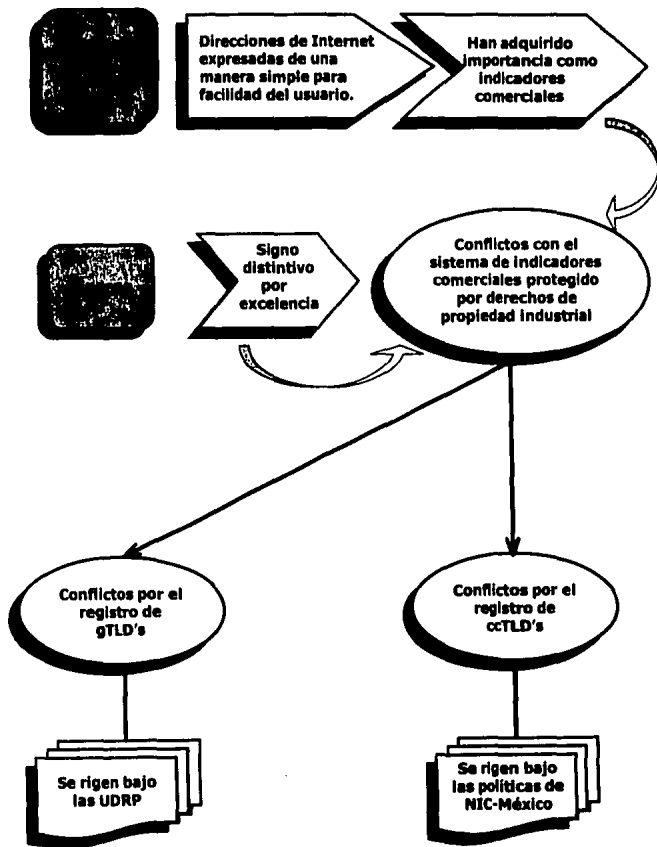 Direcciones de Internet
expresadas de una
manera simple para
facilidad del usuario.
Han adquirido
importancia como
indicadores
comerciales
Signo
distintivo
por
excelencia
Conflictos con el
sistema de indicadores
comerciales protegido
por derechos de
propiedad industrial
Conflictos por el
registro de
gTLD's
Conflictos por el
registro de
ccTLD's
Se rigen bajo
las UDRP
Se rigen bajo
las políticas de
NIC-México